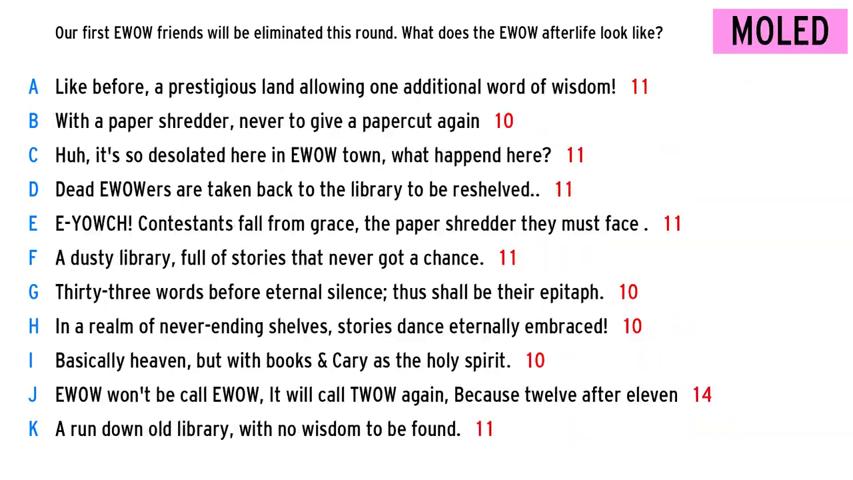 Our first EWOW friends will be eliminated this round. What does the EWOW afterlife look like?
MOLED
A Like before, a prestigious land allowing one additional word of wisdom! 11
B With a paper shredder, never to give a papercut again 10
C Huh, it's so desolated here in EWOW town, what happend here? 11
D Dead EWOWers are taken back to the library to be reshelved.. 11
E E-YOWCH! Contestants fall from grace, the paper shredder they must face . 11
F A dusty library, full of stories that never got a chance. 11
G Thirty-three words before eternal silence; thus shall be their epitaph. 10
H In a realm of never-ending shelves, stories dance eternally embraced! 10
I Basically heaven, but with books & Cary as the holy spirit. 10
J EWOW won't be call EWOW, It will call TWOW again, Because twelve after eleven 14
K A run down old library, with no wisdom to be found. 11